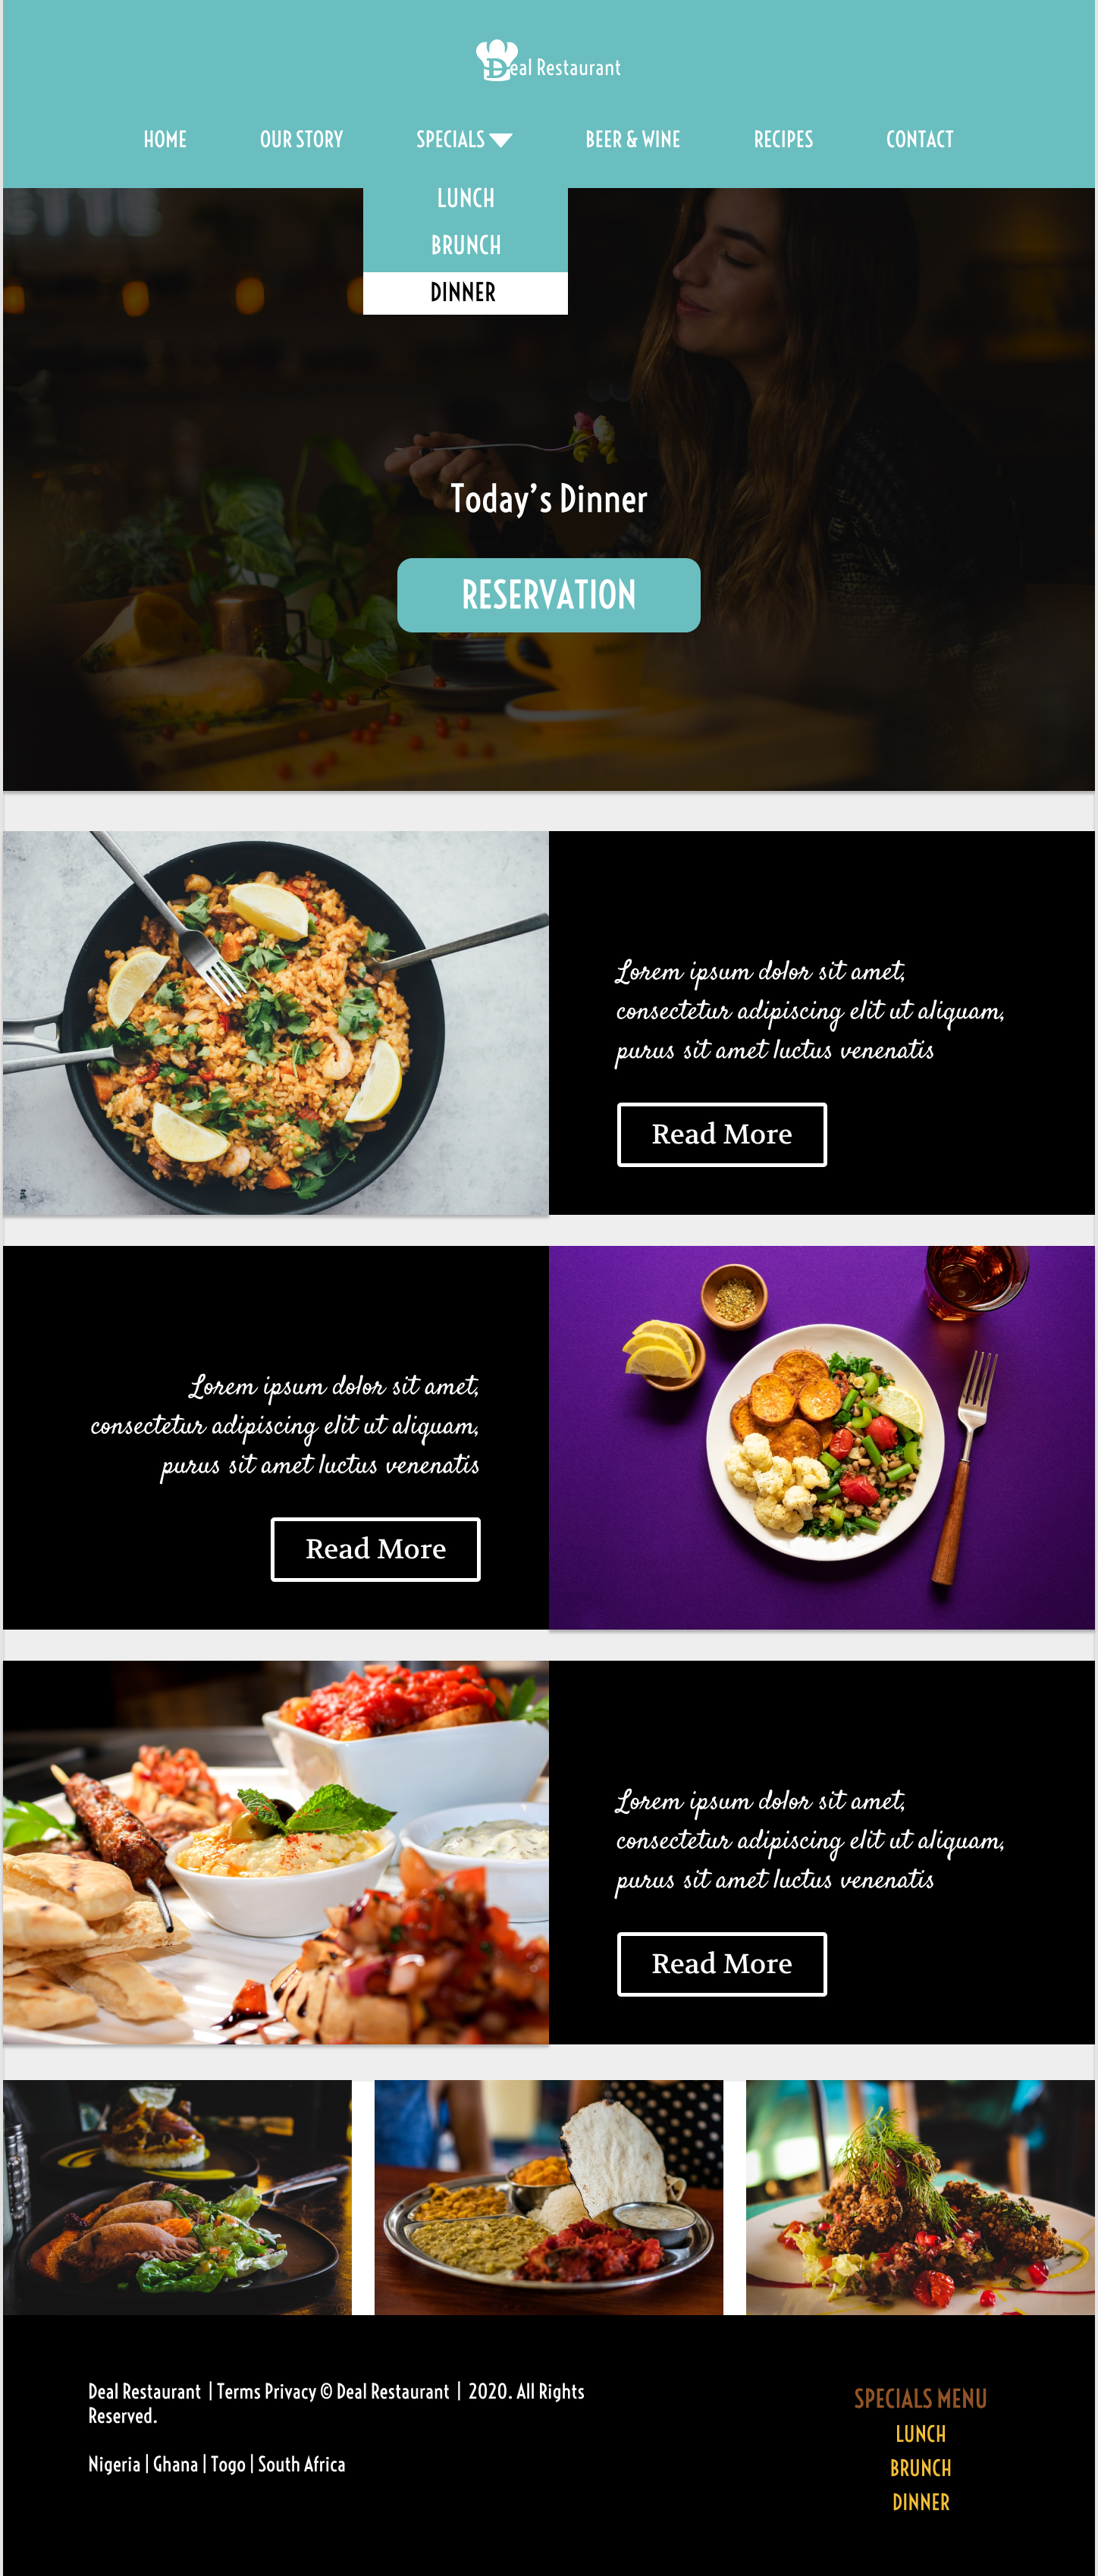 Deal Restaurant
HOME OUR STORY SPECIALS BEER & WINE RECIPES CONTACT
LUNCH
BRUNCH
DINNER
Today's Dinner
RESERVATION
Lorem ipsum dolor sit amet,
consectetur adipiscing elit ut aliquam,
purus sit amet luctus venenatis
Read More
Lorem ipsum dolor sit amet,
consectetur adipiscing elit ut aliquam,
purus sit amet luctus venenatis
Read More
Lorem ipsum dolor sit amet,
consectetur adipiscing elit ut aliquam,
purus sit amet luctus venenatis
Read More
Deal Restaurant | Terms Privacy © Deal Restaurant | 2020. All Rights
Reserved.
Nigeria | Ghana | Togo | South Africa
SPECIALS MENU
LUNCH
BRUNCH
DINNER